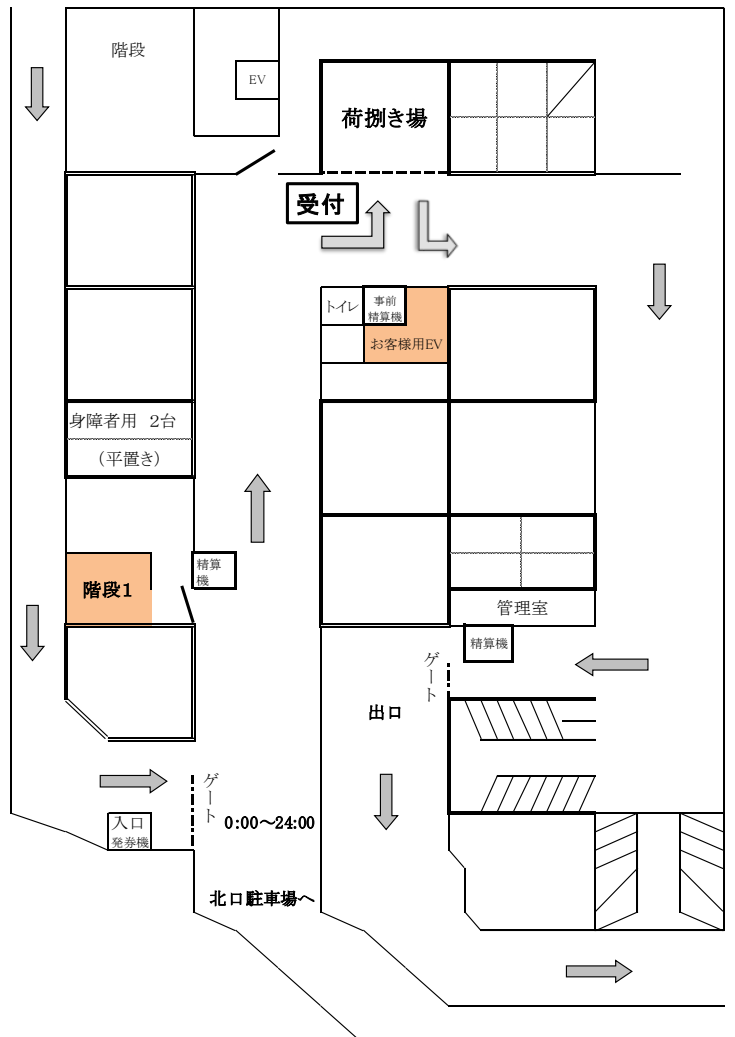 階段
EV
荷捌き場
受付
トイレ
事前
精算機
お客様用EV
身障者用 2台
(平置き)
精算
機
階段1
管理室
精算機
ゲート
出口
ゲート
0:00～24:00
入口
発券機
北口駐車場へ